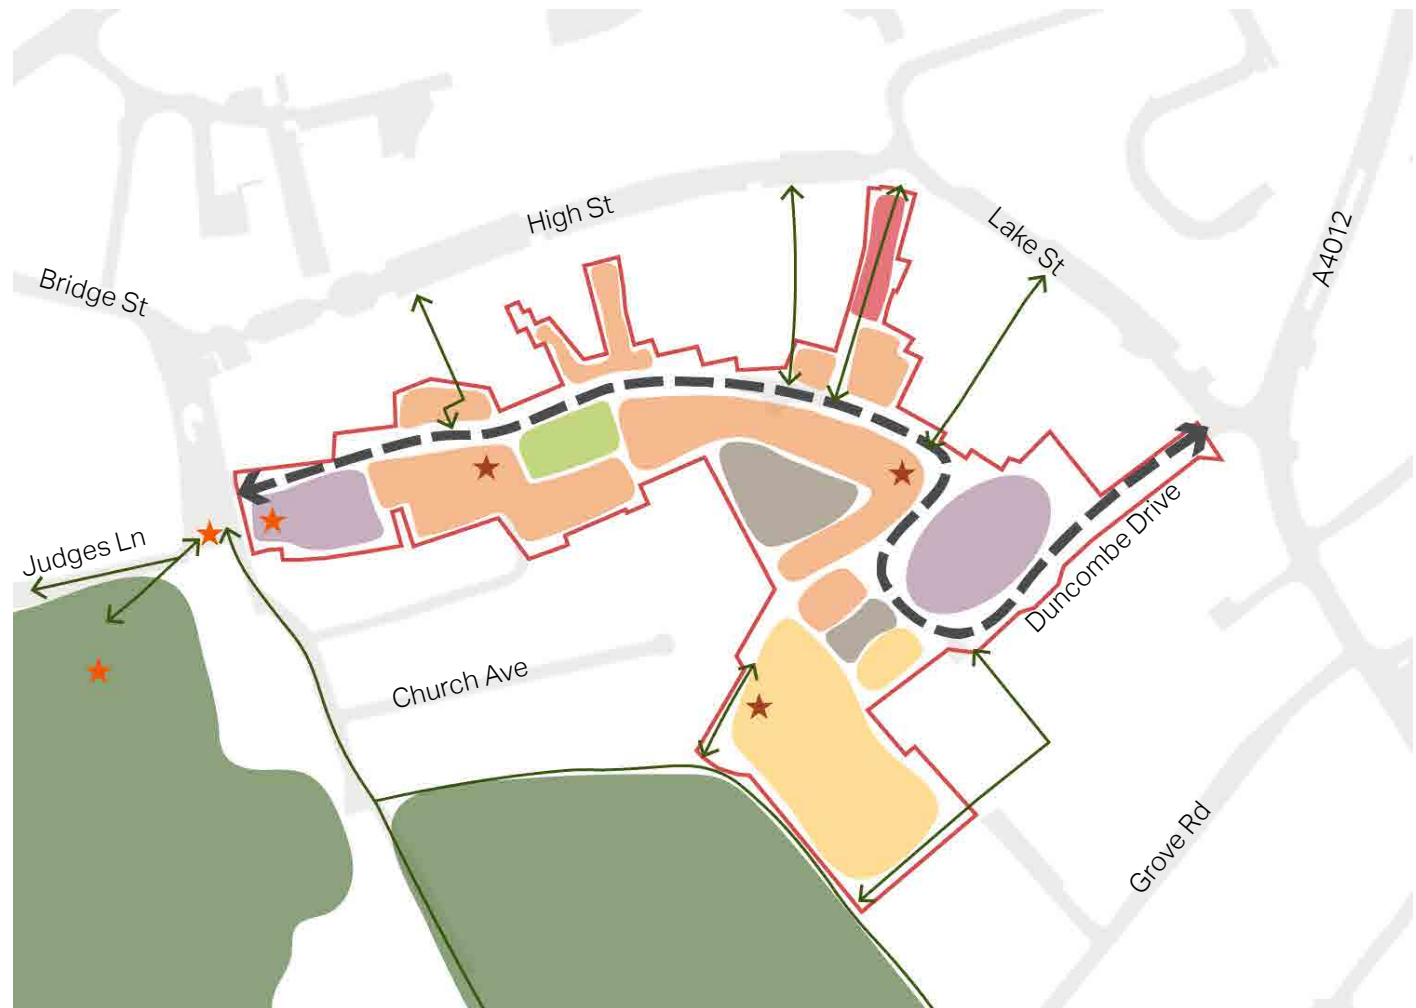 High St
Lake St
A4012
Bridge St
Judges Ln
Duncombe Drive
Church Ave
Grove Rd